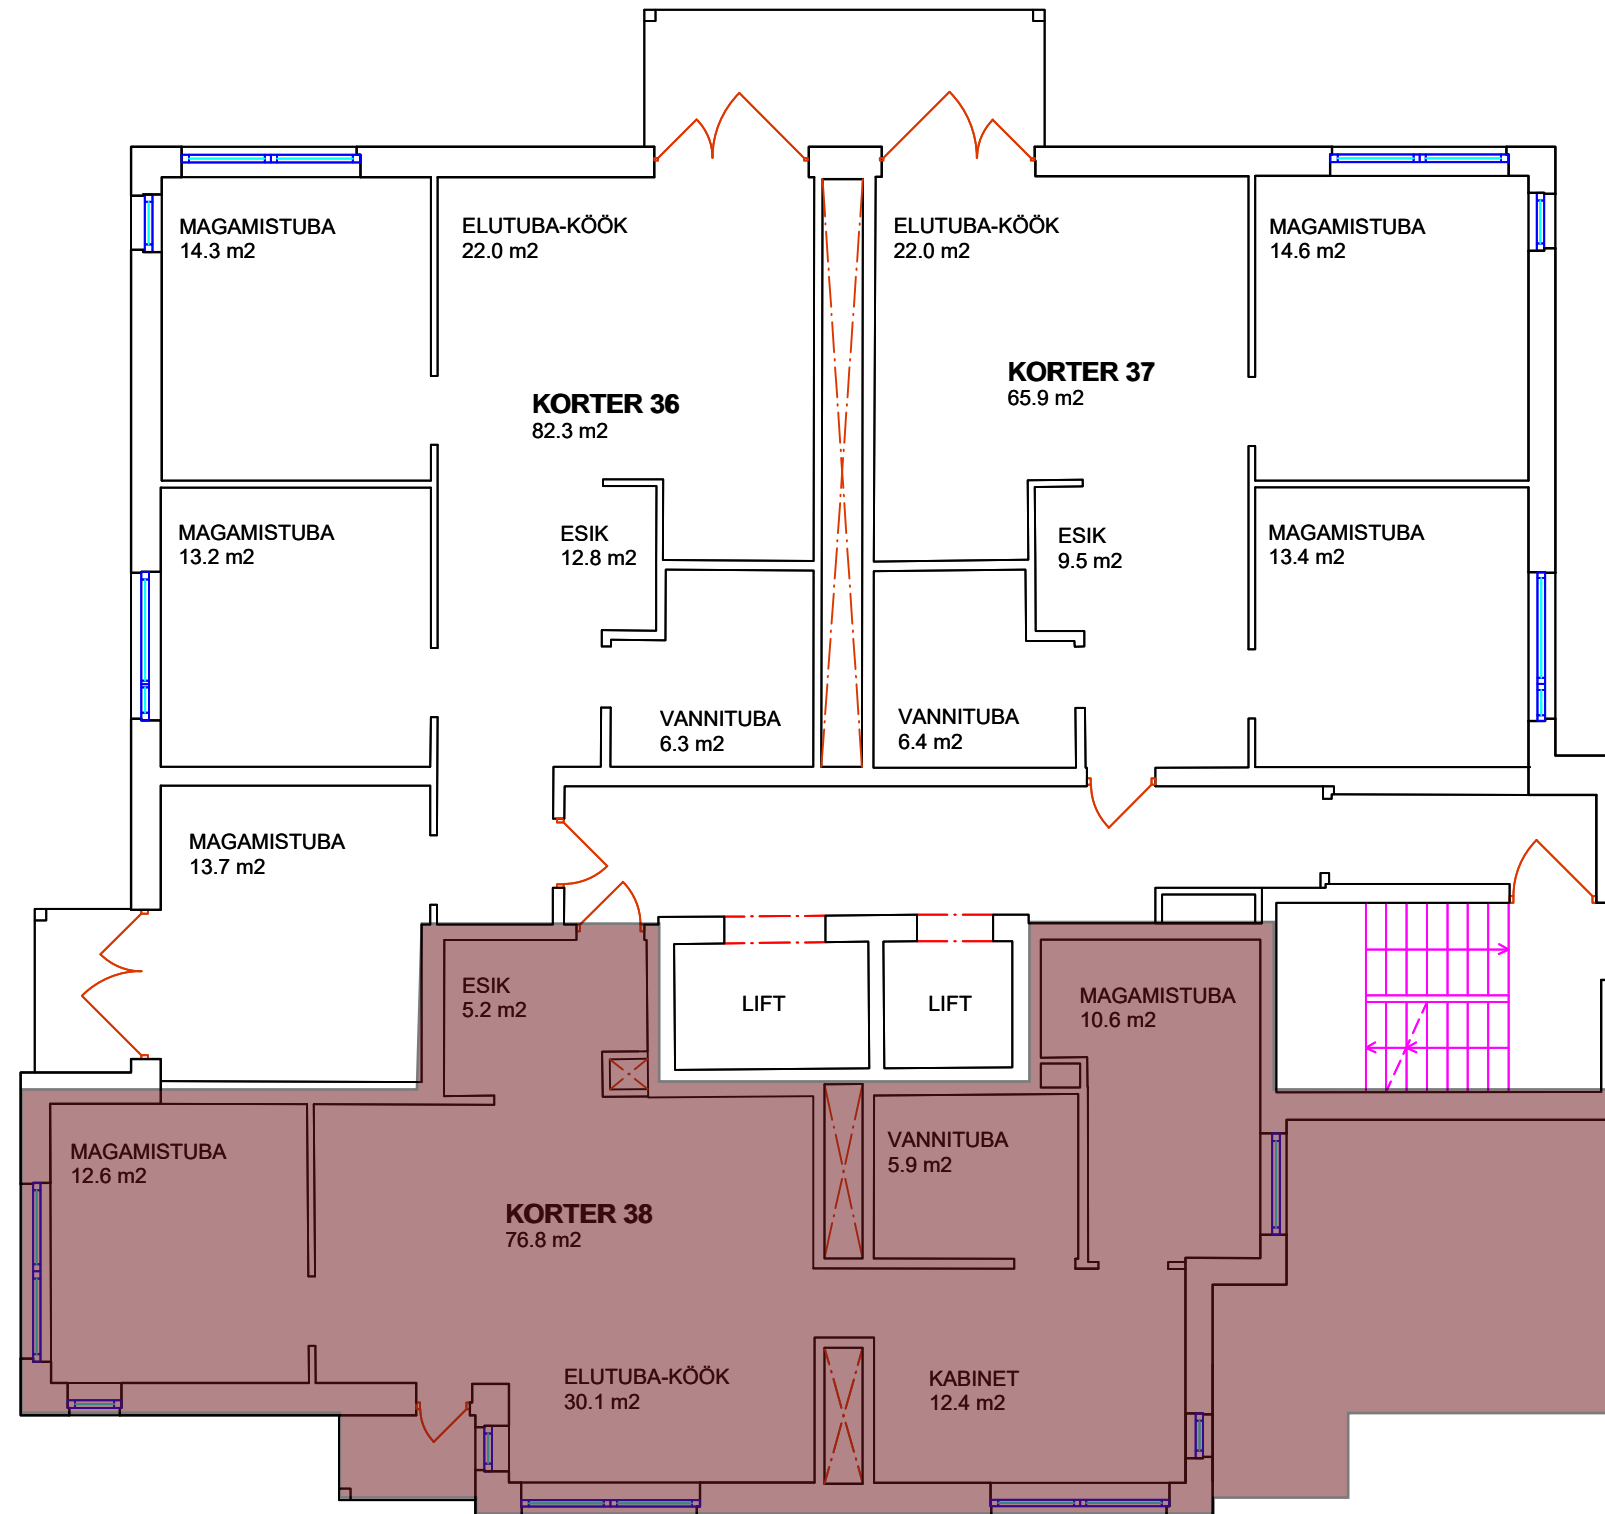 MAGAMISTUBA
14.3 m2
ELUTUBA-KÖÖK
22.0 m2
ELUTUBA-KÖÖK
22.0 m2
MAGAMISTUBA
14.6 m2
KORTER 36
82.3 m2
KORTER 37
65.9 m2
MAGAMISTUBA
13.2 m2
ESIK
12.8 m2
ESIK
9.5 m2
MAGAMISTUBA
13.4 m2
VANNITUBA
6.3 m2
VANNITUBA
6.4 m2
MAGAMISTUBA
13.7 m2
ESIK
5.2 m2
LIFT
LIFT
MAGAMISTUBA
10.6 m2
MAGAMISTUBA
12.6 m2
VANNITUBA
5.9 m2
KORTER 38
76.8 m2
ELUTUBA-KÖÖK
30.1 m2
KABINET
12.4 m2